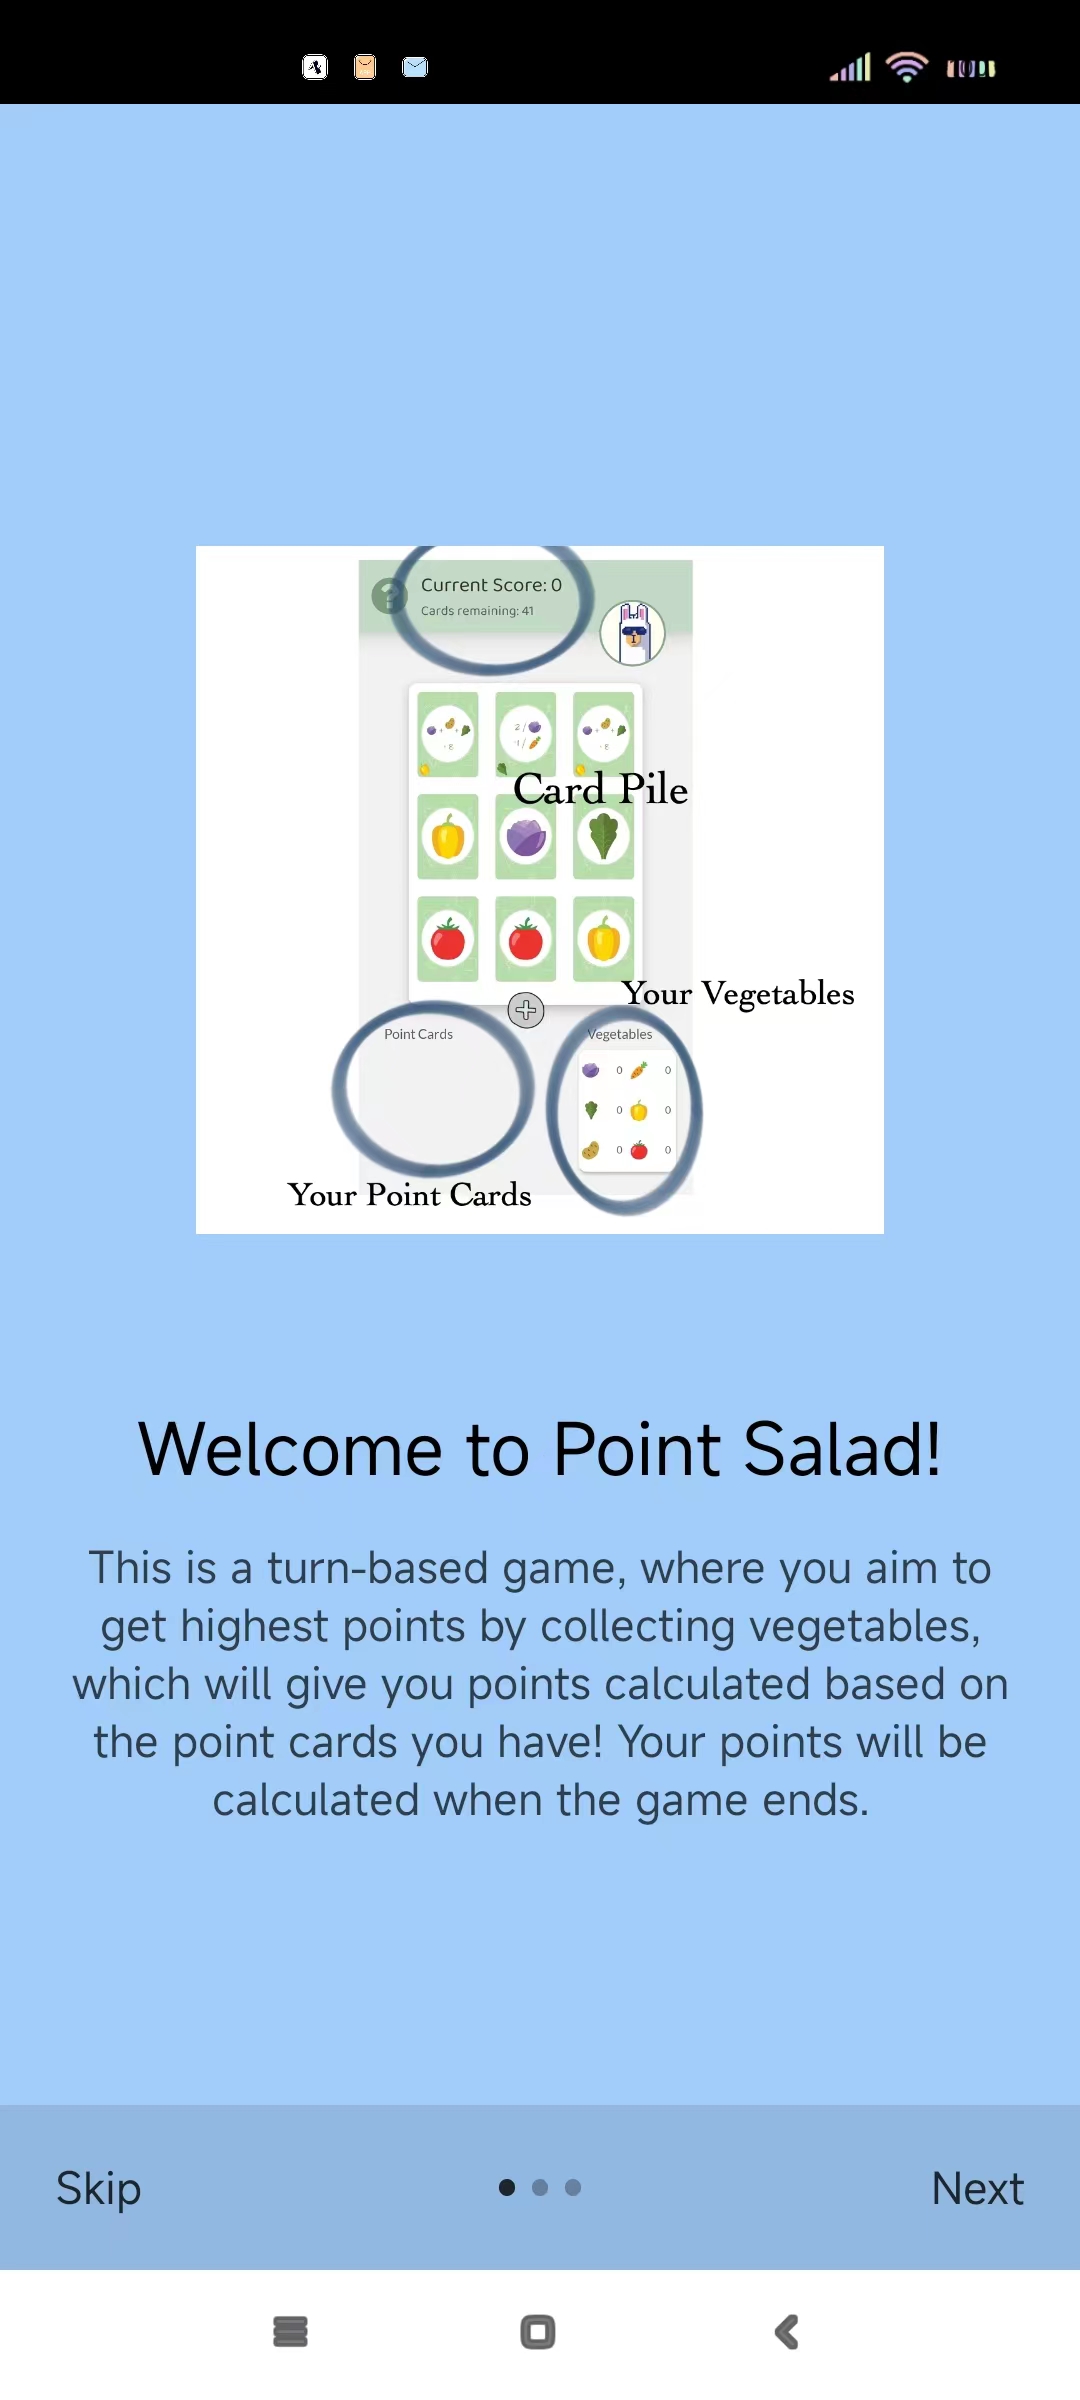 Current Score: 0
Cards remaining: 41
2 /
Card Pile
Your Vegetables
Point Cards
Vegetables
0 0
0 0
0 0
Your Point Cards
Welcome to Point Salad!
This is a turn-based game, where you aim to
get highest points by collecting vegetables,
which will give you points calculated based on
the point cards you have! Your points will be
calculated when the game ends.
Skip
Next